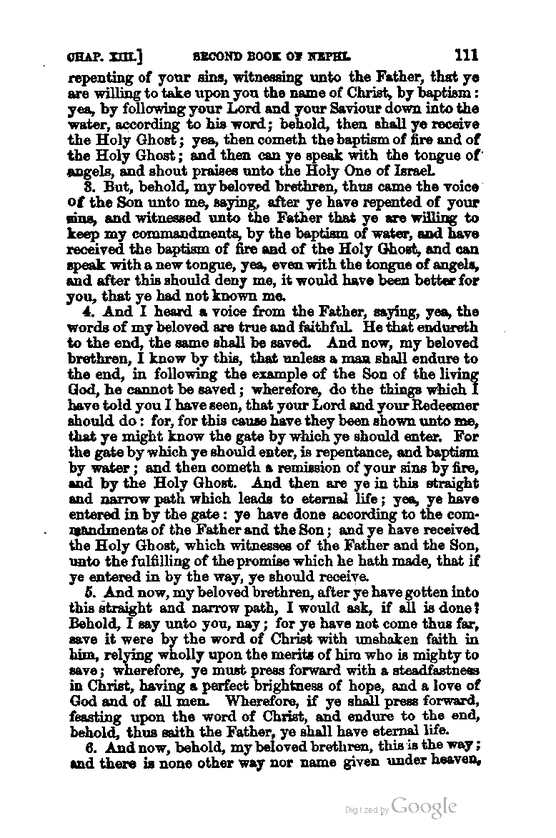 CHAP. XIII.] SECOND BOOK OF NEPHI. 111
repenting of your sins, witnessing unto the Father, that ye
are willing to take upon you the name of Christ, by baptism:
yea, by following your Lord and your Saviour down into the
water, according to his word; behold, then shall ye receive
the Holy Ghost; yea, then cometh the baptism of fire and of
the Holy Ghost; and then can ye speak with the tongue of
angels, and shout praises unto the Holy One of Israel.
3. But, behold, my beloved brethren, thus came the voice
of the Son unto me, saying, after ye have repented of your
sins, and witnessed unto the Father that ye are willing to
keep my commandments, by the baptism of water, and have
received the baptism of fire and of the Holy Ghost, and can
speak with a new tongue, yea, even with the tongue of angels,
and after this should deny me, it would have been better for
you, that ye had not known me.
4. And I heard a voice from the Father, saying, yea, the
words of my beloved are true and faithful. He that endureth
to the end, the same shall be saved. And now, my beloved
brethren, I know by this, that unless a man shall endure to
the end, in following the example of the Son of the living
God, he cannot be saved; wherefore, do the things which I
have told you I have seen, that your Lord and your Redeemer
should do: for, for this cause have they been shown unto me,
that ye might know the gate by which ye should enter. For
the gate by which ye should enter, is repentance, and baptism
by water; and then cometh a remission of your sins by fire,
and by the Holy Ghost. And then are ye in this straight
and narrow path which leads to eternal life; yea, ye have
entered in by the gate: ye have done according to the com-
mandments of the Father and the Son; and ye have received
the Holy Ghost, which witnesses of the Father and the Son,
unto the fulfilling of the promise which he hath made, that if
ye entered in by the way, ye should receive.
5. And now, my beloved brethren, after ye have gotten into
this straight and narrow path, I would ask, if all is done?
Behold, I say unto you, nay; for ye have not come thus far,
save it were by the word of Christ with unshaken faith in
him, relying wholly upon the merits of him who is mighty to
save; wherefore, ye must press forward with a steadfastness
in Christ, having a perfect brightness of hope, and a love of
God and of all men. Wherefore, if ye shall press forward,
feasting upon the word of Christ, and endure to the end,
behold, thus saith the Father, ye shall have eternal life.
6. And now, behold, my beloved brethren, this is the way;
and there is none other way nor name given under heaven,
Digitized by Google